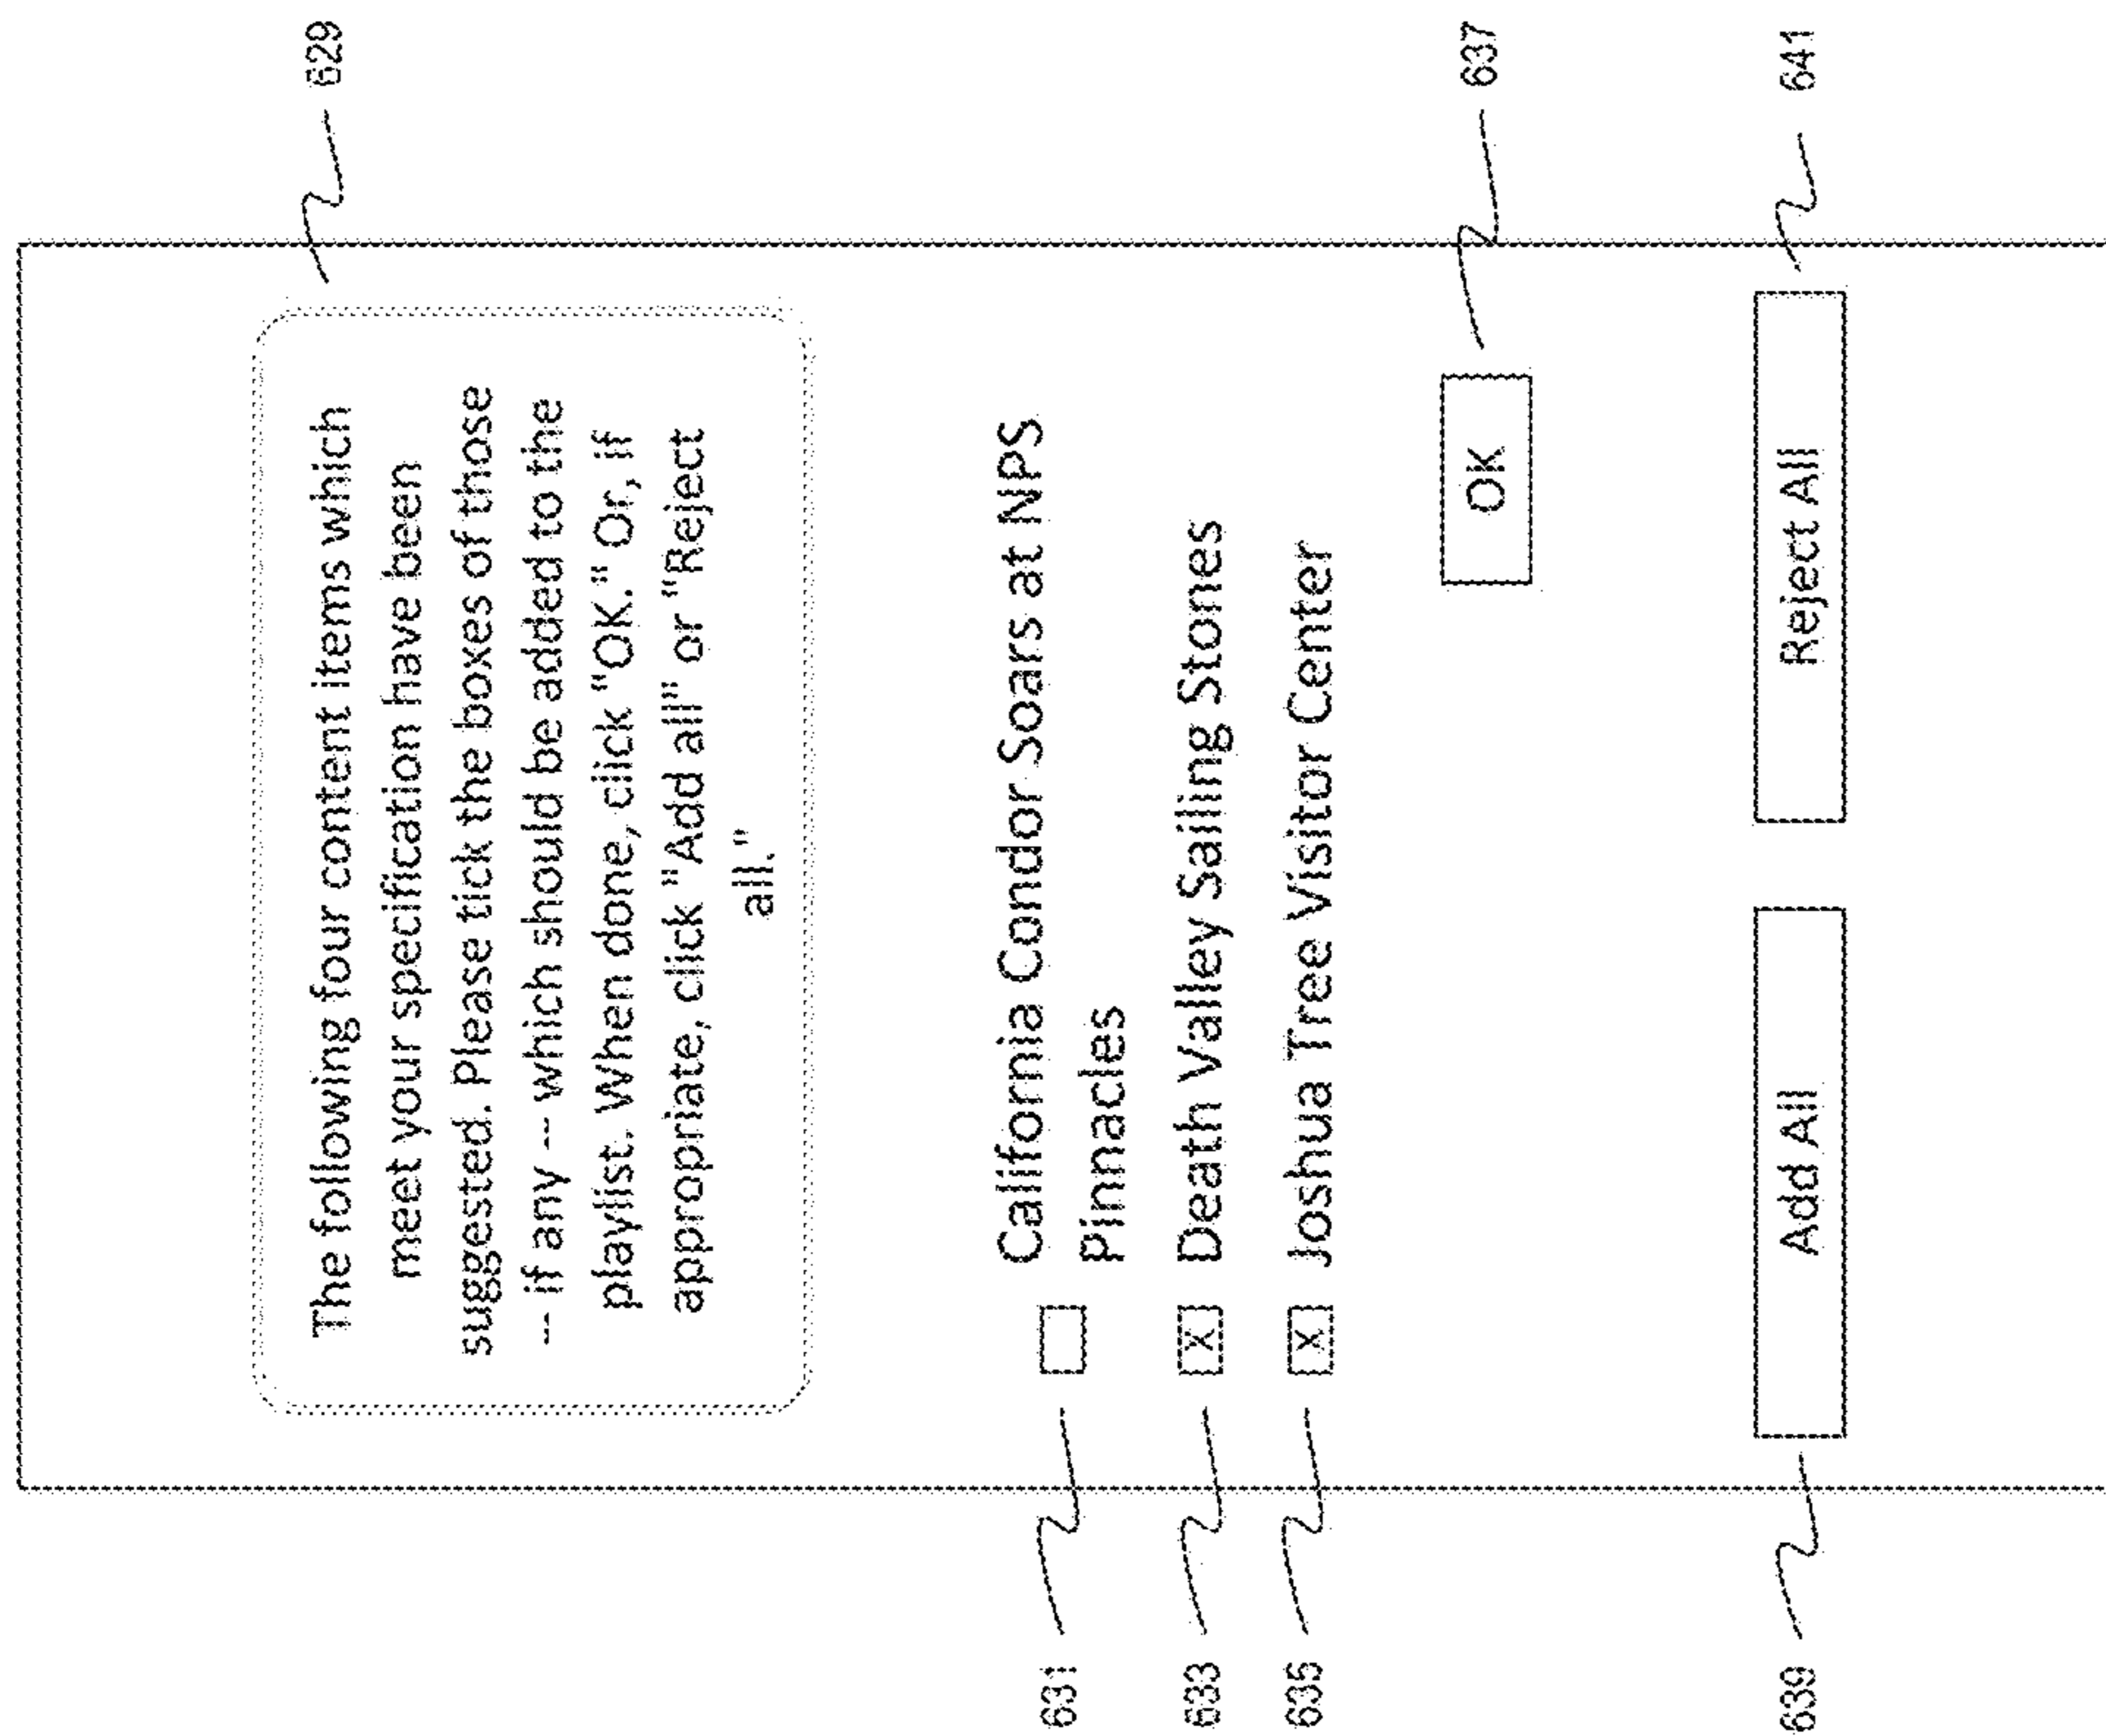 629
The following four content items which
meet your specification have been
suggested. Please tick the boxes of those
-- if any -- which should be added to the
playlist. When done, click "OK." Or, if
appropriate, click "Add all" or "Reject
all."
631
California Condor Soars at NPS
Pinnacles
633
X Death Valley Sailing Stones
635
X Joshua Tree Visitor Center
OK
637
639
Add All
Reject All
641